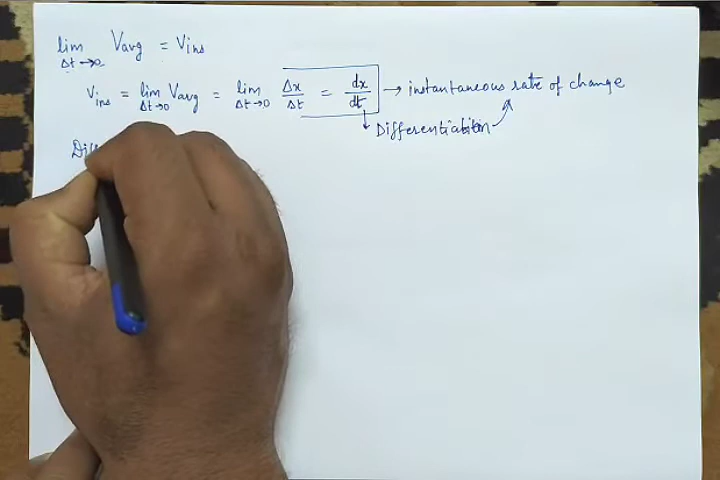 lim Vavg = Vins
Δt→0
Vins = lim Vavg = lim Δx/Δt = dx/dt → instantaneous rate of change
Δt→0 Δt→0
Differentiation